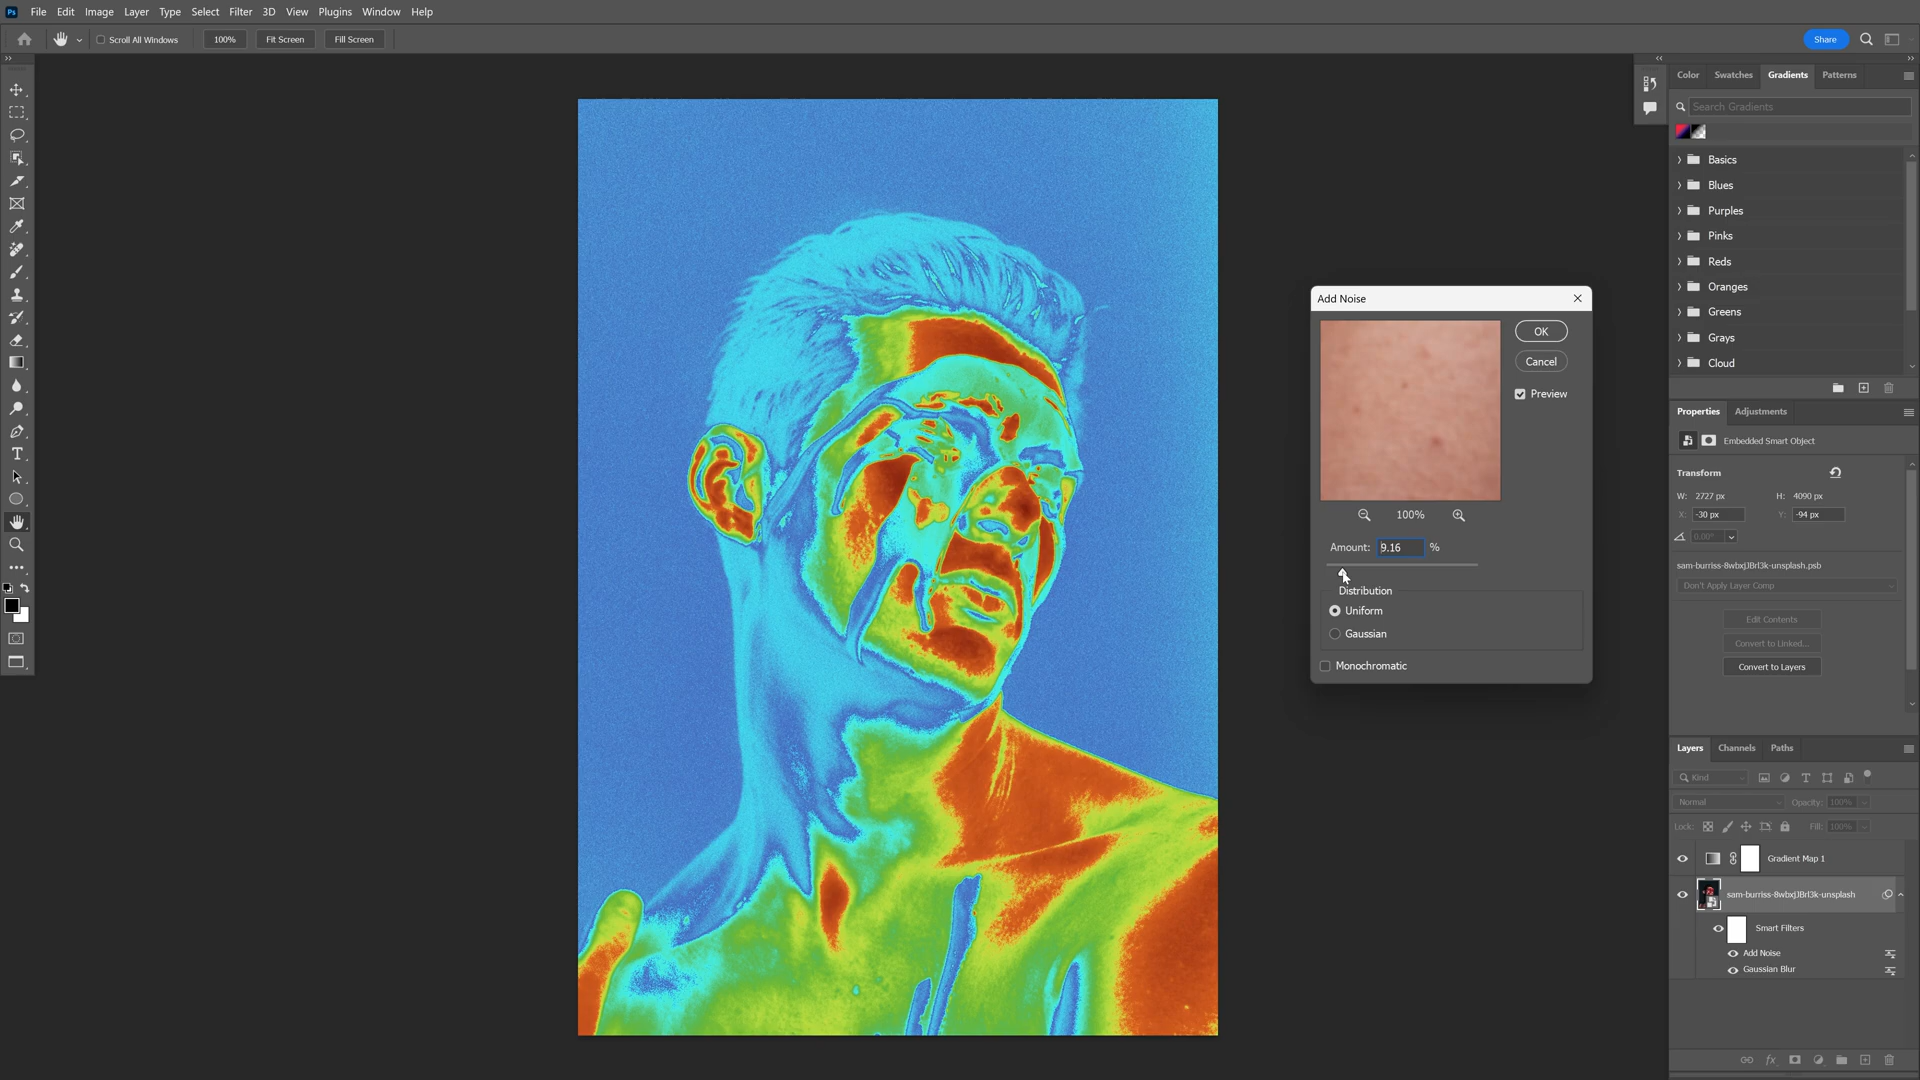 Ps File Edit Image Layer Type Select Filter 3D View Plugins Window Help
Scroll All Windows 100% Fit Screen Fill Screen Share
Color Swatches Gradients Patterns
Search Gradients
Basics
Blues
Purples
Pinks
Reds
Oranges
Greens
Grays
Cloud
Add Noise
OK
Cancel
Preview
100%
Amount: 9.16 %
Distribution
Uniform
Gaussian
Monochromatic
Properties Adjustments
Embedded Smart Object
Transform
W: 2727 px H: 4090 px
X: -30 px Y: -94 px
0.00°
sam-burriss-8wbxjJBrl3k-unsplash.psb
Don't Apply Layer Comp
Edit Contents
Convert to Linked...
Convert to Layers
Layers Channels Paths
Kind
Normal Opacity: 100%
Lock: Fill: 100%
Gradient Map 1
sam-burriss-8wbxjJBrl3k-unsplash
Smart Filters
Add Noise
Gaussian Blur
fx